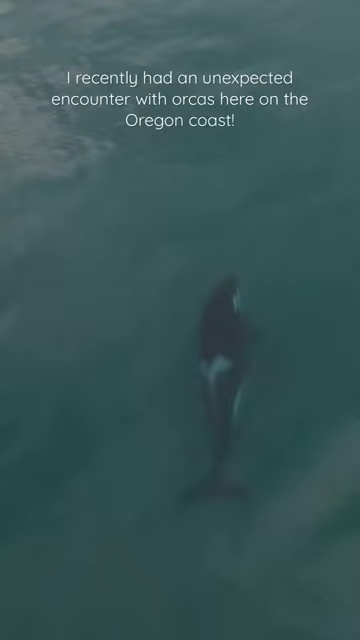 I recently had an unexpected
encounter with orcas here on the
Oregon coast!